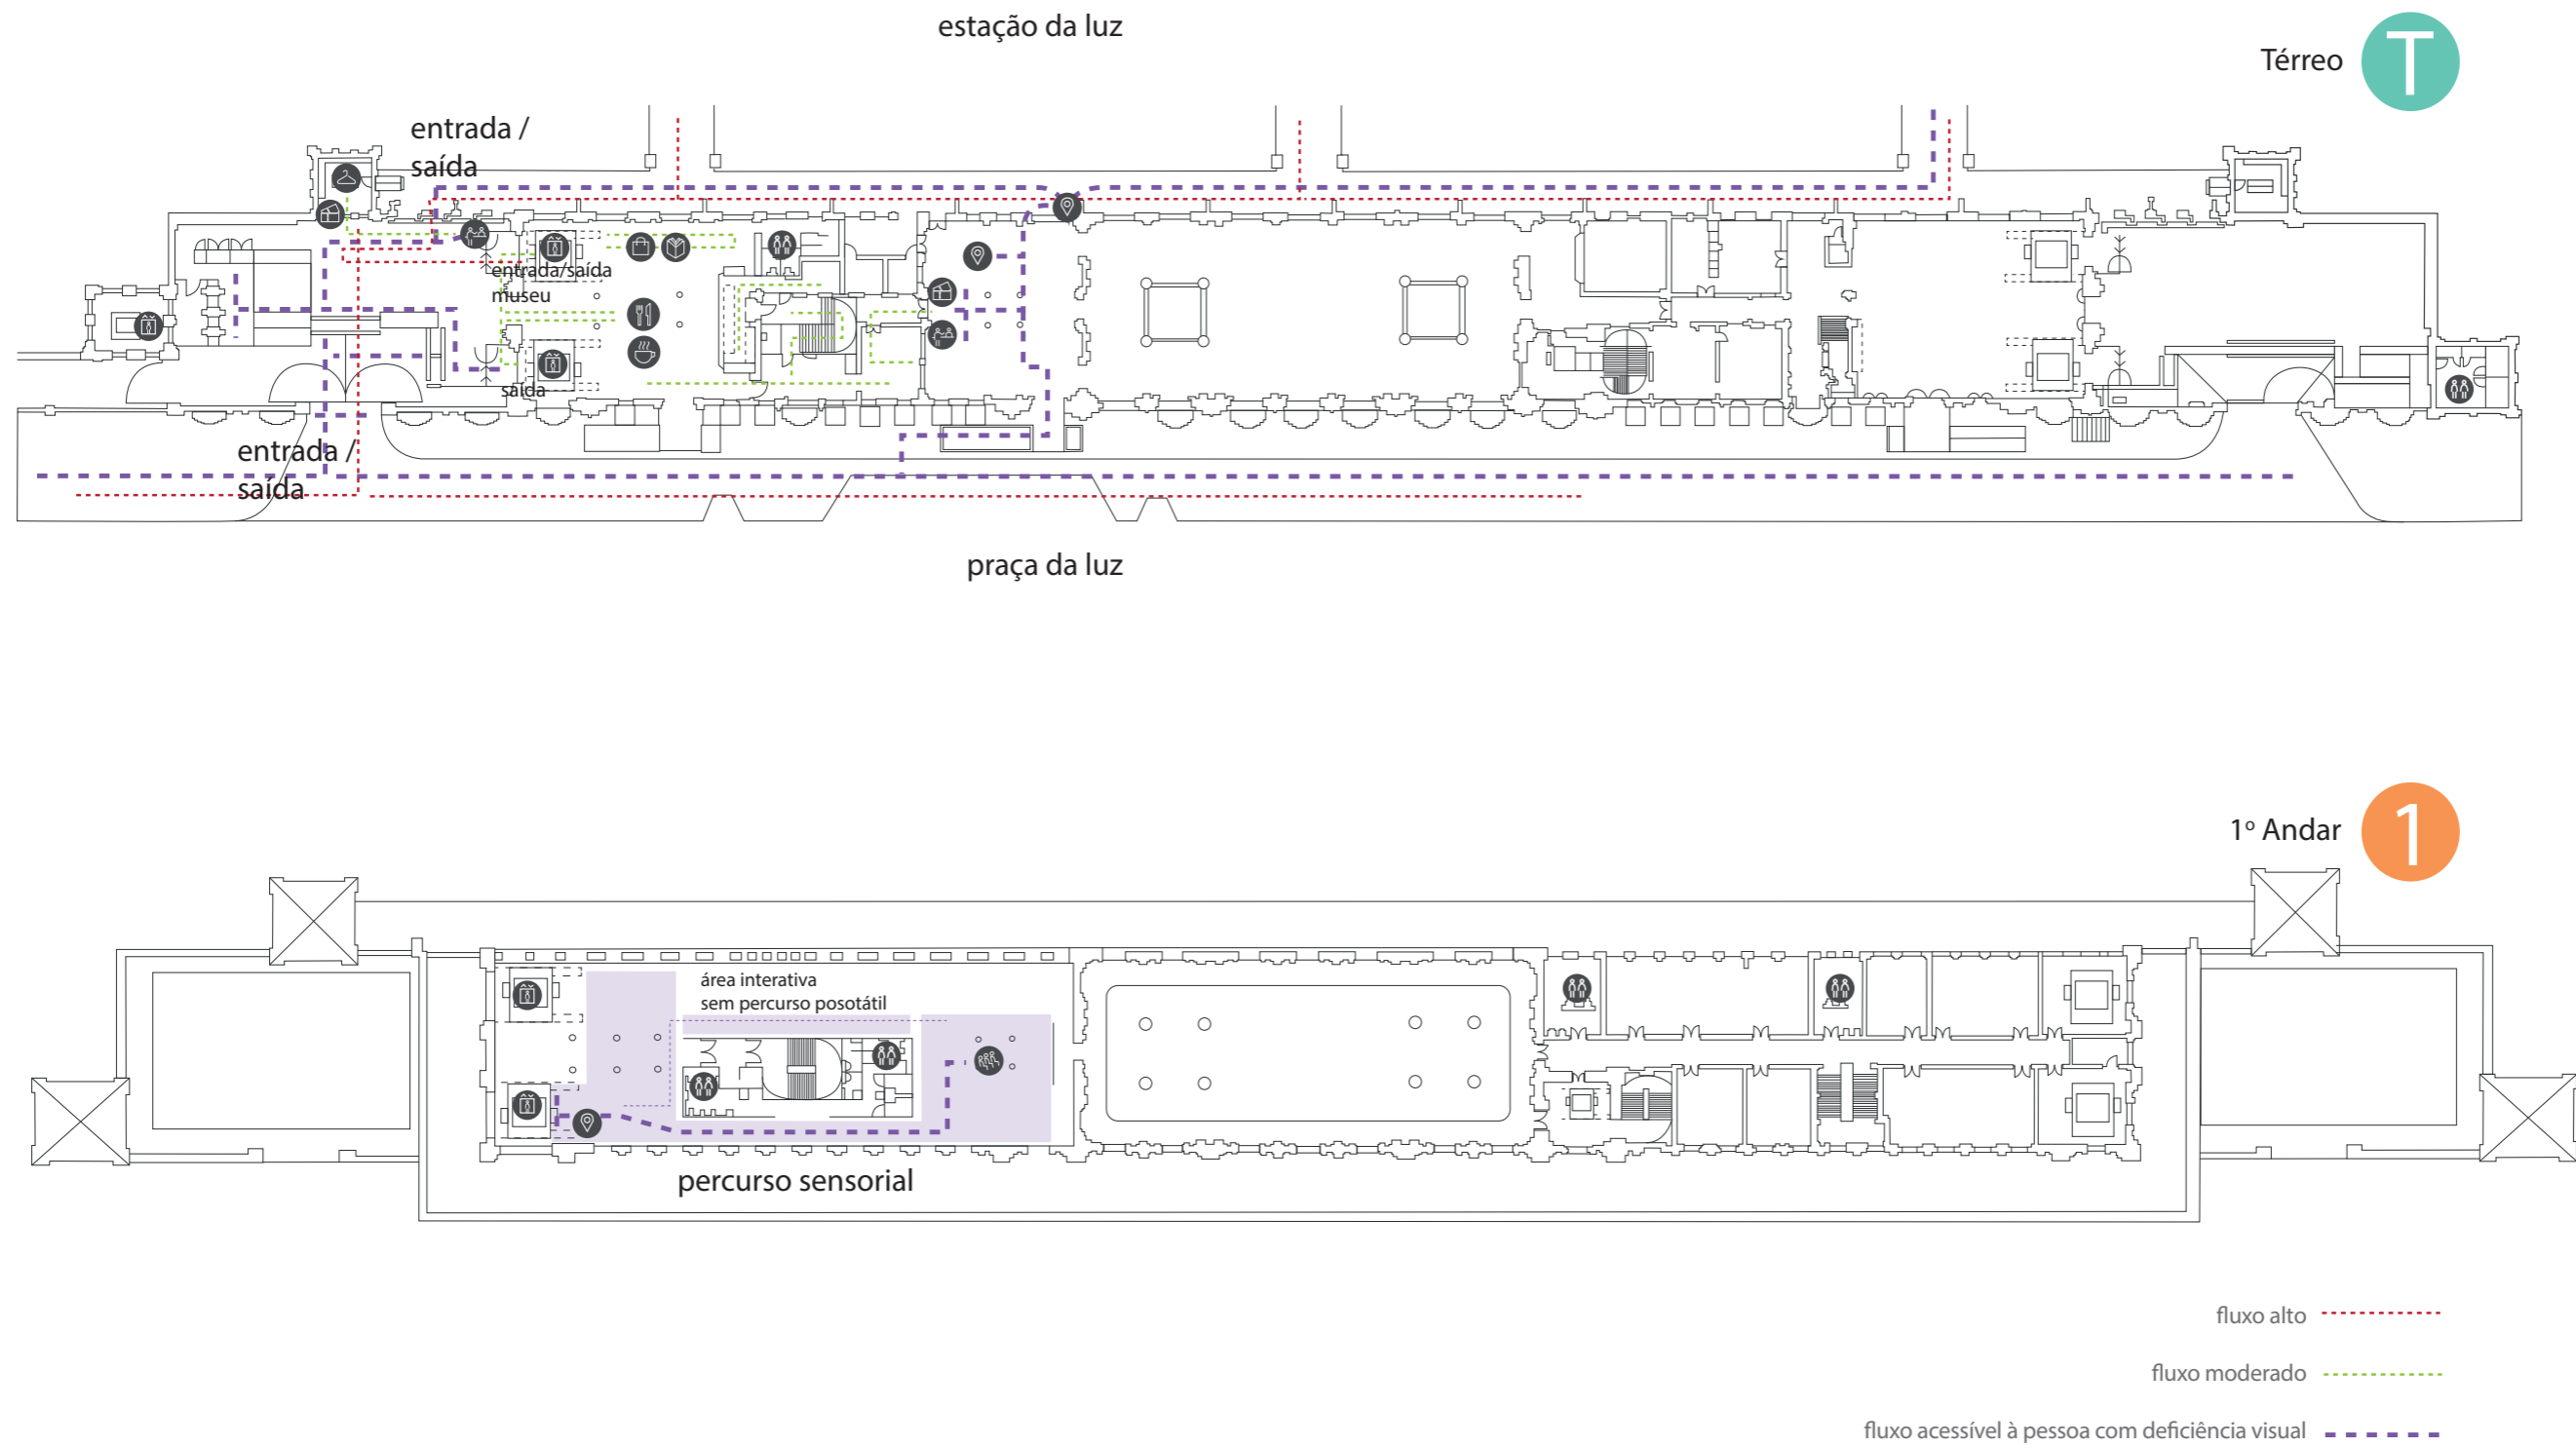 estação da luz
Térreo
T
entrada /
saída
entrada/saída
museu
saída
entrada /
saída
praça da luz
1º Andar
1
área interativa
sem percurso posotátil
percurso sensorial
fluxo alto
fluxo moderado
fluxo acessível à pessoa com deficiência visual